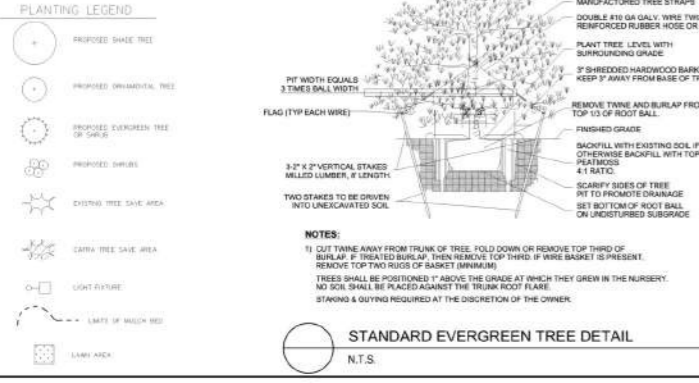 PLANTING LEGEND
PROPOSED SHADE TREE
PROPOSED ORNAMENTAL TREE
PROPOSED EVERGREEN TREE
OR SHRUB
PROPOSED SHRUBS
EXISTING TREE SAVE AREA
CAPRA TREE SAVE AREA
LIGHT FIXTURE
LIMITS OF MULCH BED
LAWN AREA
MANUFACTURED TREE STRAPS
DOUBLE #10 GA GALV. WIRE TWO
REINFORCED RUBBER HOSE OR
PLANT TREE LEVEL WITH
SURROUNDING GRADE
3" SHREDDED HARDWOOD BARK
KEEP 3" AWAY FROM BASE OF
REMOVE TWINE AND BURLAP
TOP 1/3 OF ROOT BALL.
FINISHED GRADE
BACKFILL WITH EXISTING SOIL IF
OTHERWISE BACKFILL WITH TOP
PEATMOSS
4:1 RATIO.
SCARIFY SIDES OF TREE
PIT TO PROMOTE DRAINAGE
SET BOTTOM OF ROOT BALL
ON UNDISTURBED SUBGRADE
PIT WIDTH EQUALS
3 TIMES BALL WIDTH
FLAG (TYP EACH WIRE)
3-2" X 2" VERTICAL STAKES
MILLED LUMBER, 8' LENGTH
TWO STAKES TO BE DRIVEN
INTO UNEXCAVATED SOIL
NOTES:
1) CUT TWINE AWAY FROM TRUNK OF TREE. FOLD DOWN OR REMOVE TOP THIRD OF
BURLAP. IF TREATED BURLAP, THEN REMOVE TOP THIRD. IF WIRE BASKET IS PRESENT.
REMOVE TOP TWO RUGS OF BASKET (MINIMUM)
TREES SHALL BE POSITIONED 1" ABOVE THE GRADE AT WHICH THEY GREW IN THE NURSERY.
NO SOIL SHALL BE PLACED AGAINST THE TRUNK ROOT FLARE.
STAKING & GUYING REQUIRED AT THE DISCRETION OF THE OWNER.
STANDARD EVERGREEN TREE DETAIL
N.T.S.